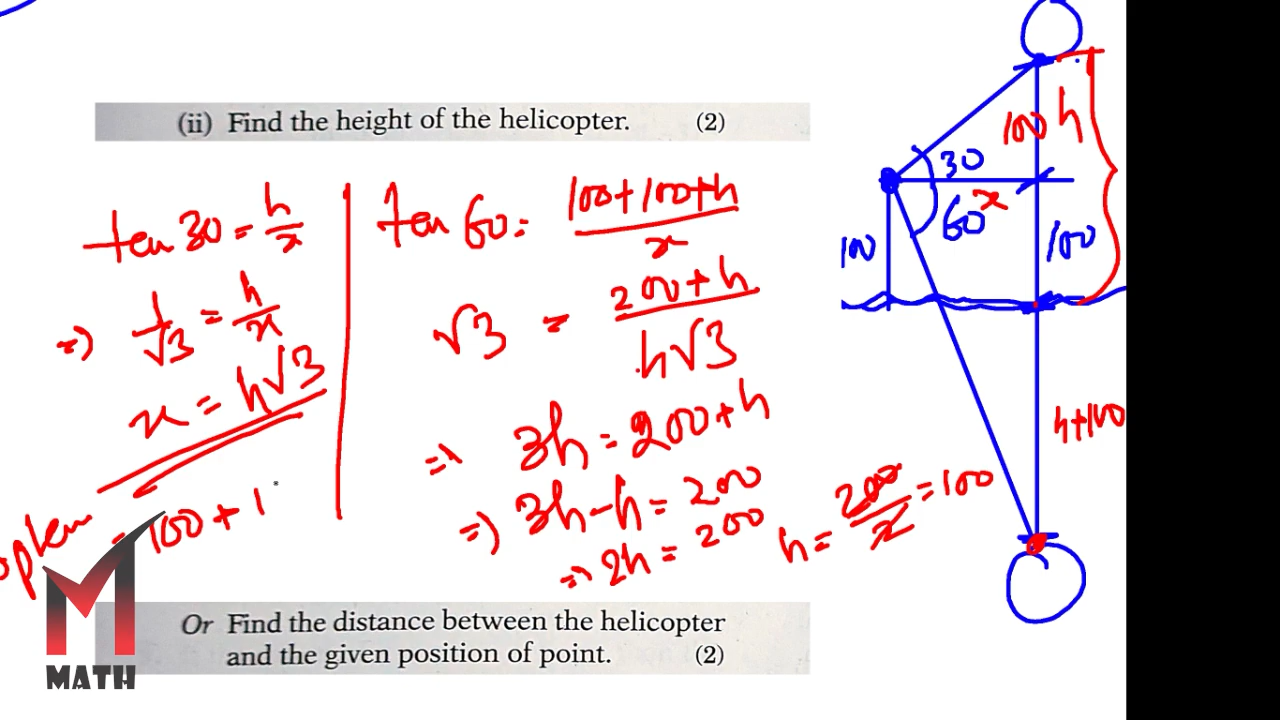 (ii) Find the height of the helicopter. (2)
tan 30 = h/x
=) 1/√3 = h/x
x = h√3
= 100 + 1
tan 60 = 100+100+h/x
√3 = 200+h/h√3
=) 3h = 200+h
=) 3h-h = 200
=) 2h = 200
h = 200/2 = 100
100 h
30
60 x
100
100
h+100
Or Find the distance between the helicopter
and the given position of point. (2)
M
MATH